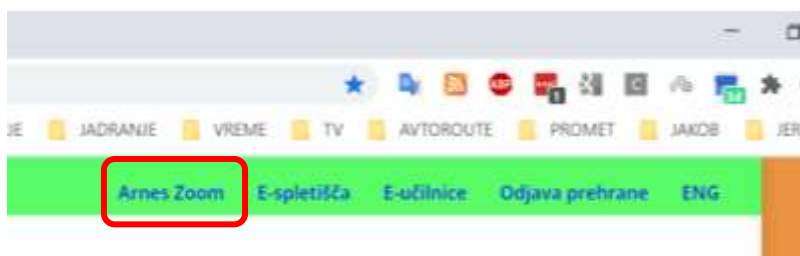 JE JADRANJE VREME TV AVTOROUTE PROMET JAKOB JER
Arnes Zoom E-spletišča E-učilnice Odjava prehrane ENG